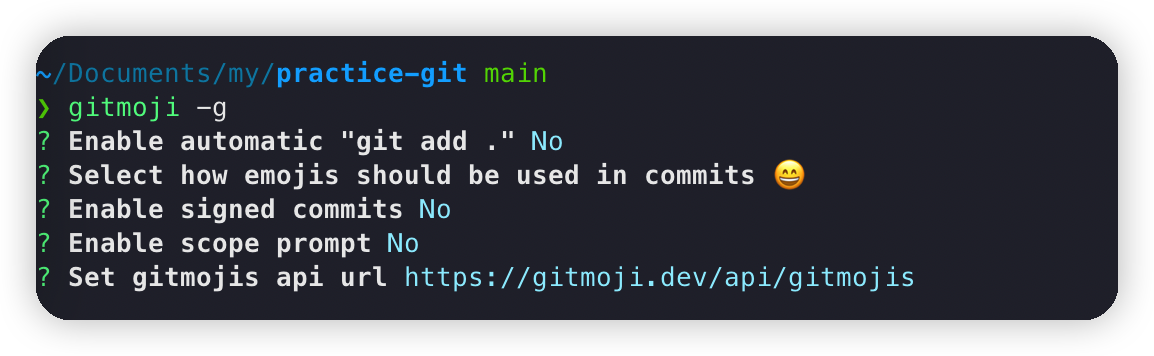 ~/Documents/my/practice-git main
❯ gitmoji -g
? Enable automatic "git add ." No
? Select how emojis should be used in commits 😄
? Enable signed commits No
? Enable scope prompt No
? Set gitmojis api url https://gitmoji.dev/api/gitmojis